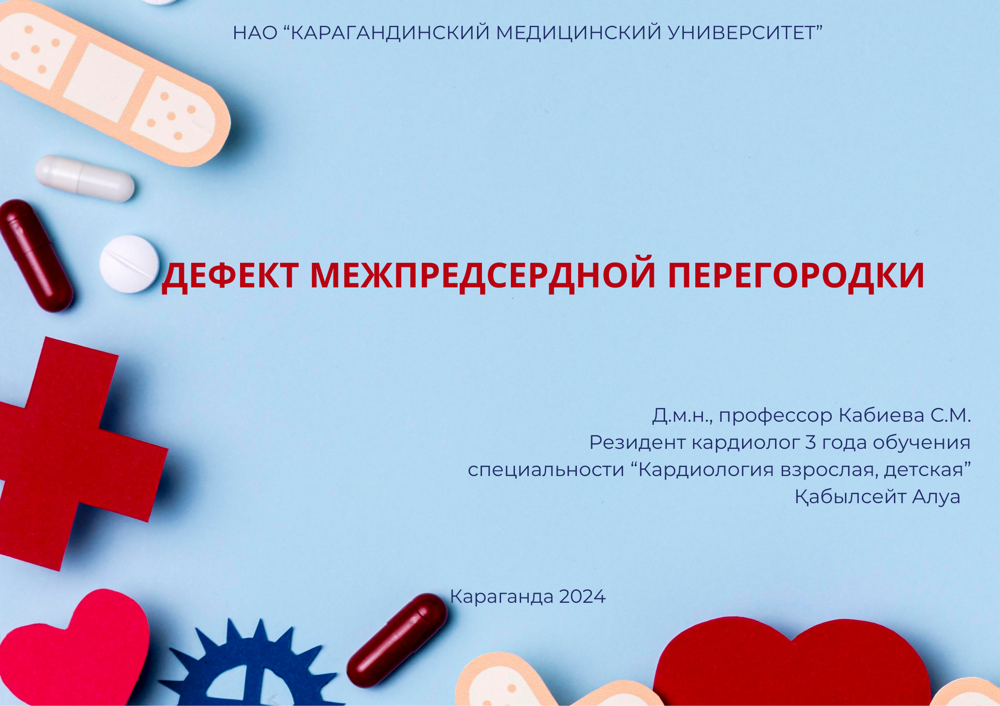 НАО “КАРАГАНДИНСКИЙ МЕДИЦИНСКИЙ УНИВЕРСИТЕТ”
ДЕФЕКТ МЕЖПРЕДСЕРДНОЙ ПЕРЕГОРОДКИ
Д.м.н., профессор Кабиева С.М.
Резидент кардиолог 3 года обучения
специальности “Кардиология взрослая, детская”
Қабылсейт Алуа
Караганда 2024